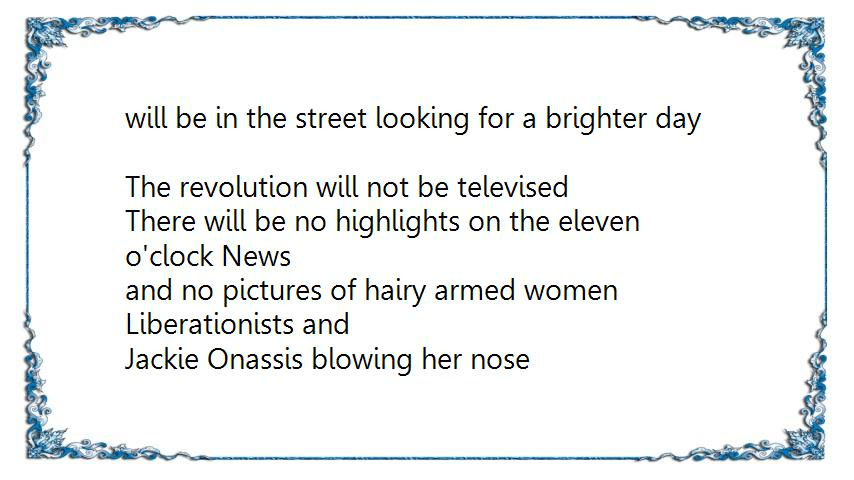 will be in the street looking for a brighter day
The revolution will not be televised
There will be no highlights on the eleven
o'clock News
and no pictures of hairy armed women
Liberationists and
Jackie Onassis blowing her nose